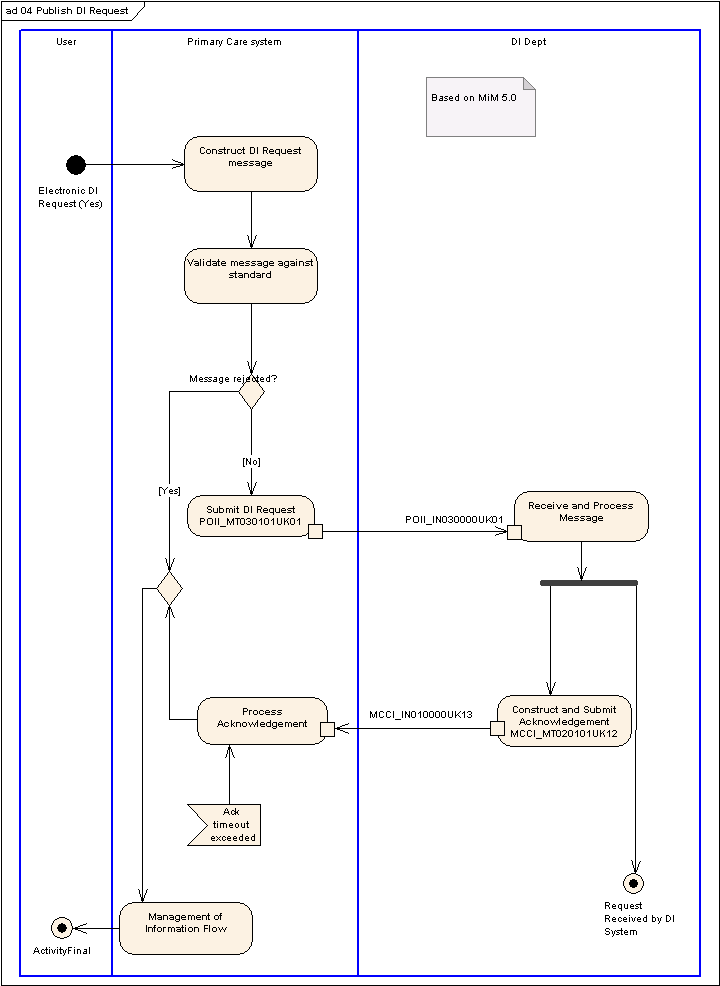 ad 04 Publish DI Request
User
Primary Care system
DI Dept
Based on MiM 5.0
Construct DI Request
message
Electronic DI
Request (Yes)
Validate message against
standard
Message rejected?
[No]
[Yes]
Submit DI Request
POII_MT030101UK01
POII_IN030000UK01
Receive and Process
Message
Process
Acknowledgement
MCCI_IN010000UK13
Construct and Submit
Acknowledgement
MCCI_MT020101UK12
Ack
timeout
exceeded
Request
Received by DI
System
Management of
Information Flow
ActivityFinal